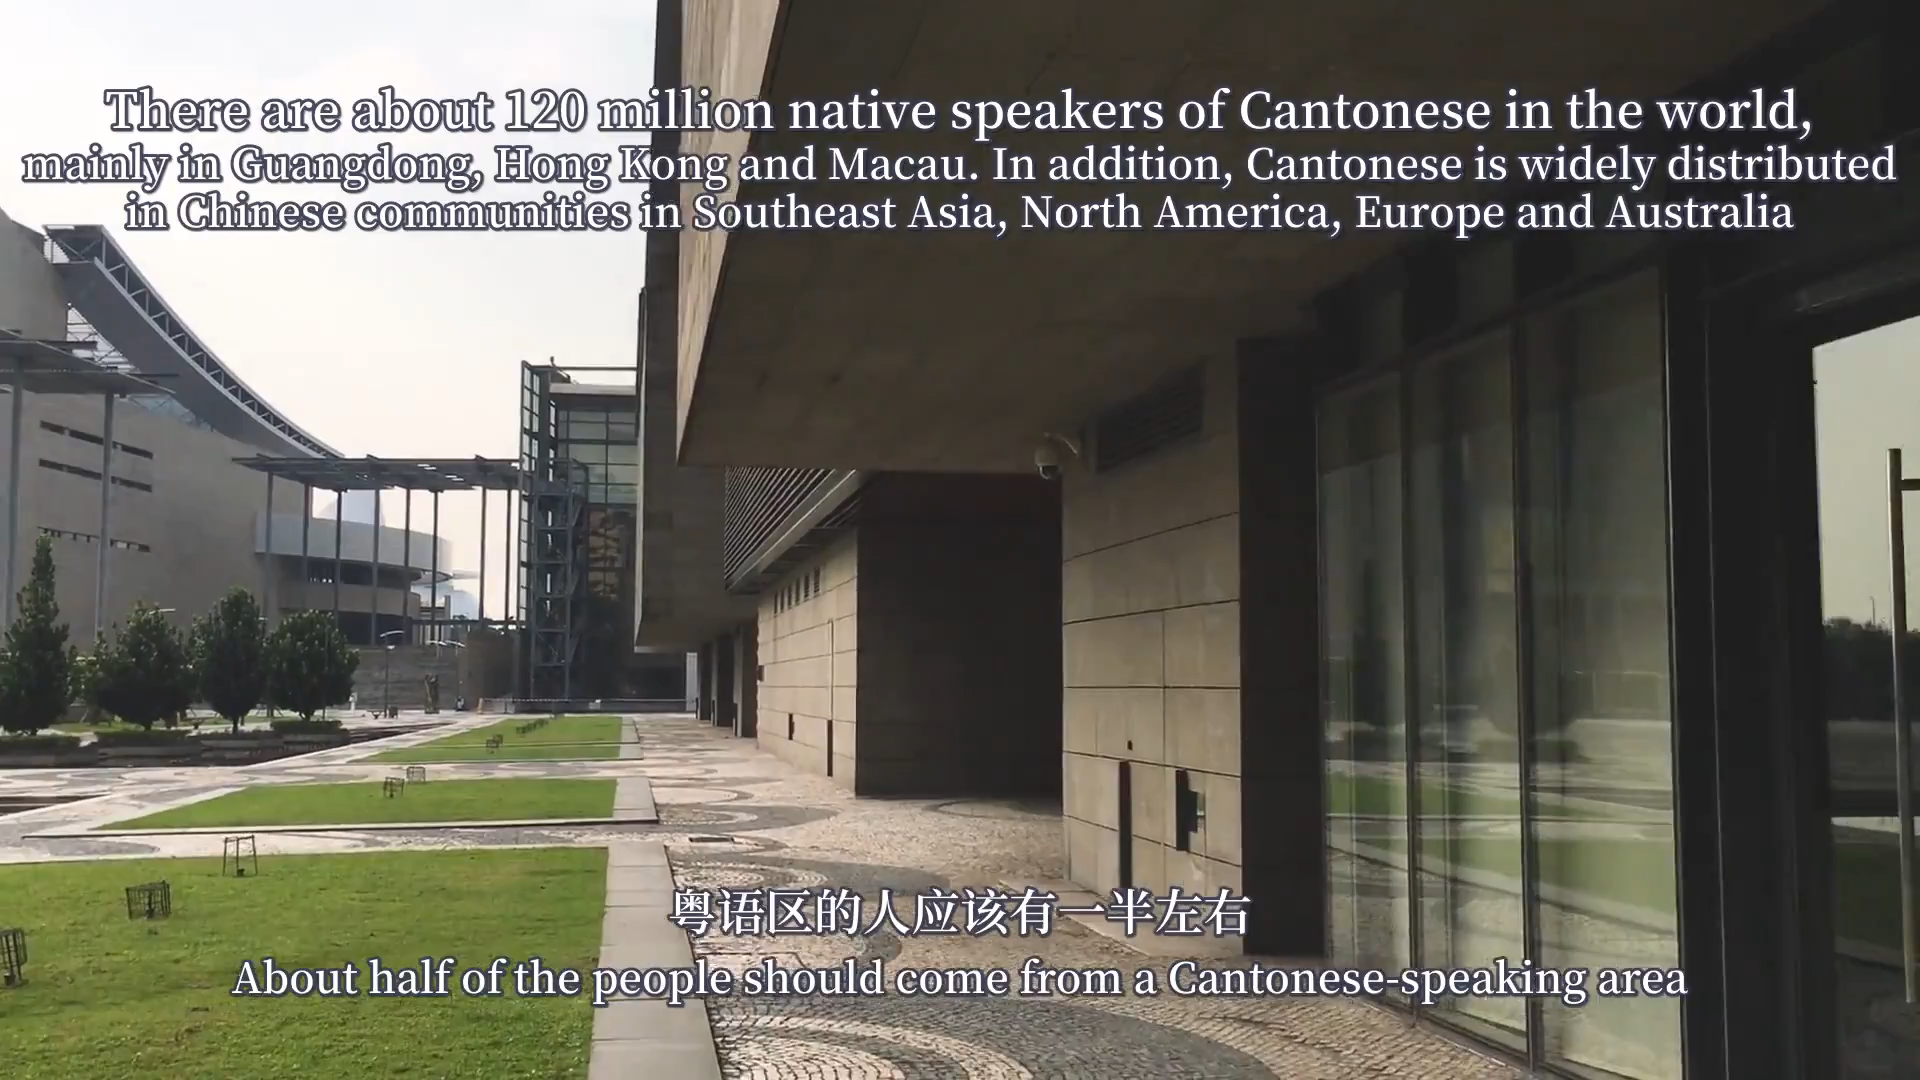 There are about 120 million native speakers of Cantonese in the world,
mainly in Guangdong, Hong Kong and Macau. In addition, Cantonese is widely distributed
in Chinese communities in Southeast Asia, North America, Europe and Australia
粤语区的人应该有一半左右
About half of the people should come from a Cantonese-speaking area